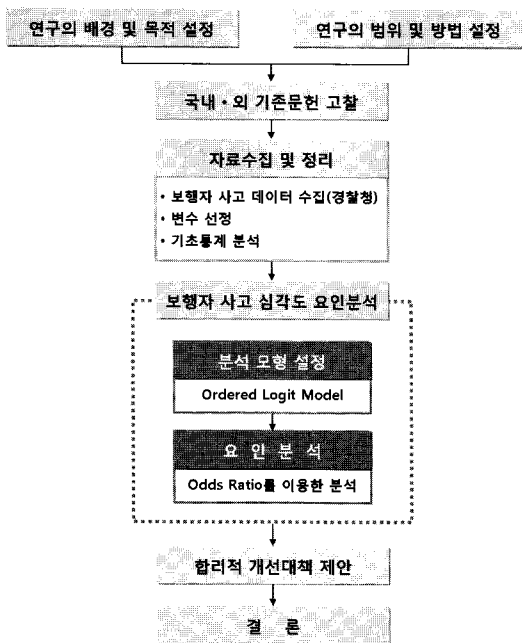 연구의 배경 및 목적 설정
연구의 범위 및 방법 설정
국내·외 기존문헌 고찰
자료수집 및 정리
• 보행자 사고 데이터 수집(경찰청)
• 변수 선정
• 기초통계 분석
보행자 사고 심각도 요인분석
분석 모형 설정
Ordered Logit Model
요 인 분 석
Odds Ratio를 이용한 분석
합리적 개선대책 제안
결 론